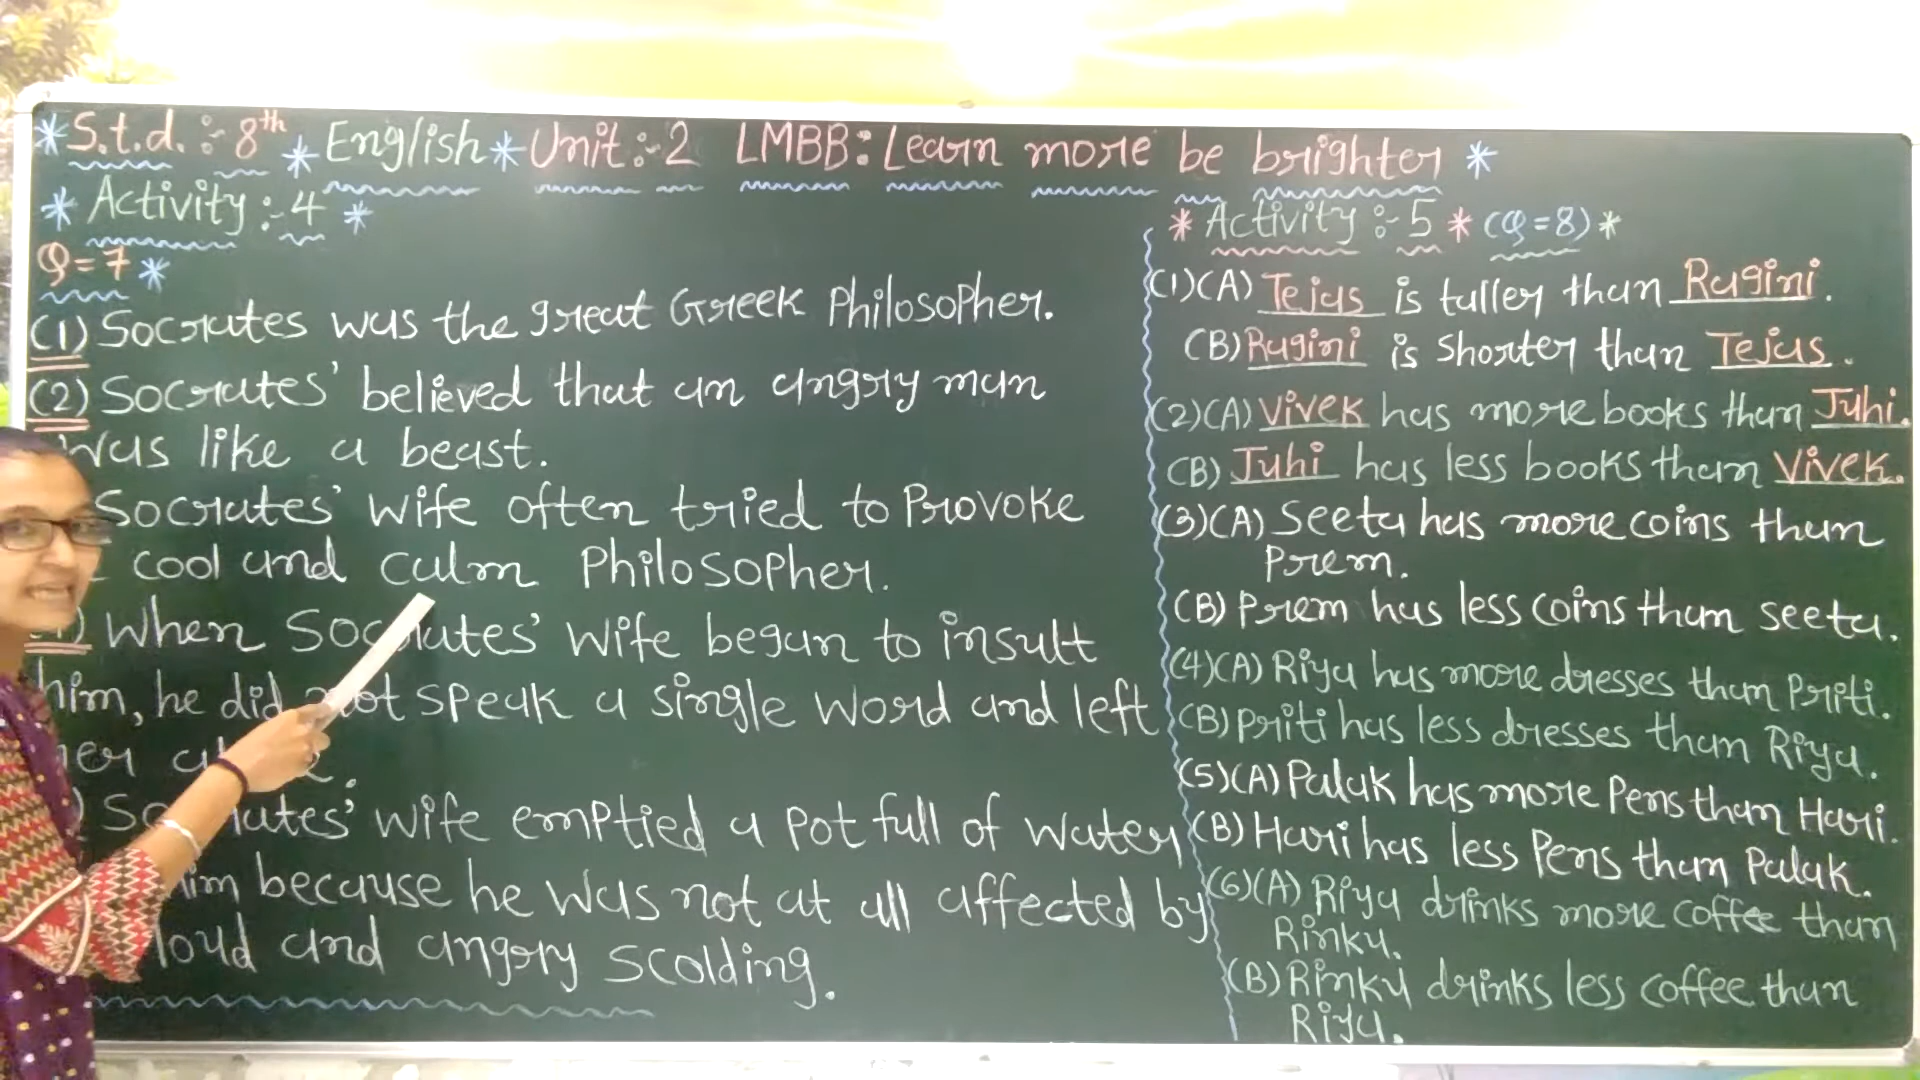 * S.t.d. :- 8th * English * Unit :- 2 LMBB : Learn more be brighter *
* Activity :- 4 *
Q=7 *
(1) Socrates was the great Greek Philosopher.
(2) Socrates' believed that an angry man
was like a beast.
Socrates' wife often tried to Provoke
cool and calm Philosopher.
When Socrates' wife began to insult
him, he did not speak a single word and left
her
Socrates' wife emptied a pot full of water
him because he was not at all affected by
loud and angry scolding.
* Activity :- 5 * (Q=8) *
(1)(A) Tejas is taller than Ragini.
(B) Ragini is shorter than Tejas.
(2)(A) Vivek has more books than Juhi.
(B) Juhi has less books than Vivek.
(3)(A) Seeta has more coins than
Prem.
(B) Prem has less coins than seeta.
(4)(A) Riya has more dresses than Priti.
(B) Priti has less dresses than Riya.
(5)(A) Palak has more Pens than Hari.
(B) Hari has less Pens than Palak.
(6)(A) Riya drinks more coffee than
Rinku.
(B) Rinku drinks less coffee than
Riya.